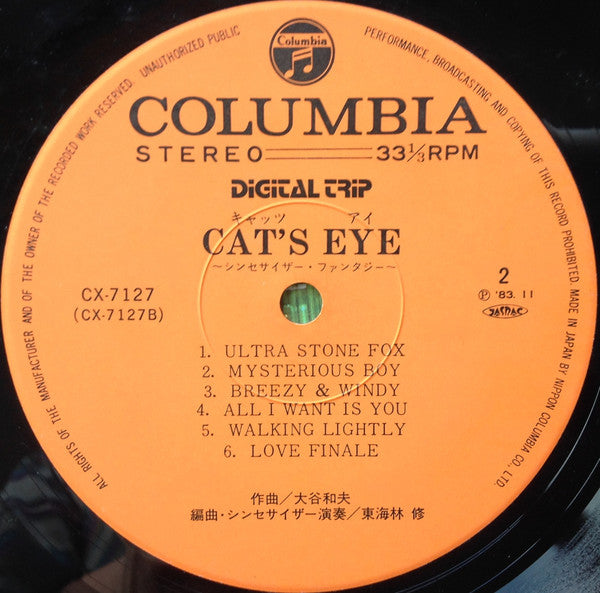 Columbia
COLUMBIA
STEREO 33⅓RPM
DIGITAL TRIP
キャッツ アイ
CAT'S EYE
~シンセサイザー・ファンタジー~
CX-7127
(CX-7127B)
2
Ⓟ '83. 11
JASRAC
1. ULTRA STONE FOX
2. MYSTERIOUS BOY
3. BREEZY & WINDY
4. ALL I WANT IS YOU
5. WALKING LIGHTLY
6. LOVE FINALE
作曲/大谷和夫
編曲・シンセサイザー演奏/東海林 修
ALL RIGHTS OF THE MANUFACTURER AND OF THE OWNER OF THE RECORDED WORK RESERVED. UNAUTHORIZED PUBLIC PERFORMANCE, BROADCASTING AND COPYING OF THIS RECORD PROHIBITED. MADE IN JAPAN BY NIPPON COLUMBIA CO., LTD.